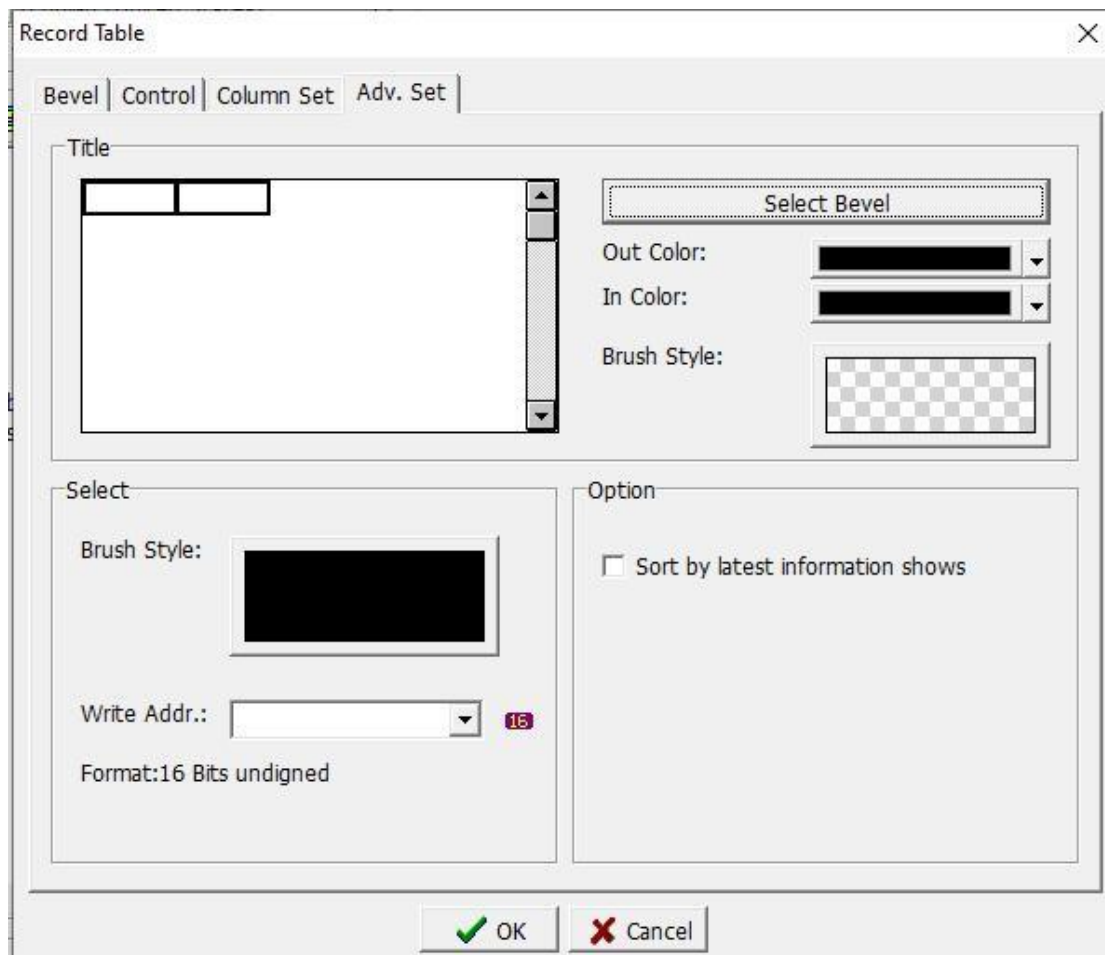 Record Table
Bevel Control Column Set Adv. Set
Title
Select Bevel
Out Color:
In Color:
Brush Style:
Select
Brush Style:
Write Addr.:
16
Format:16 Bits undigned
Option
Sort by latest information shows
OK Cancel